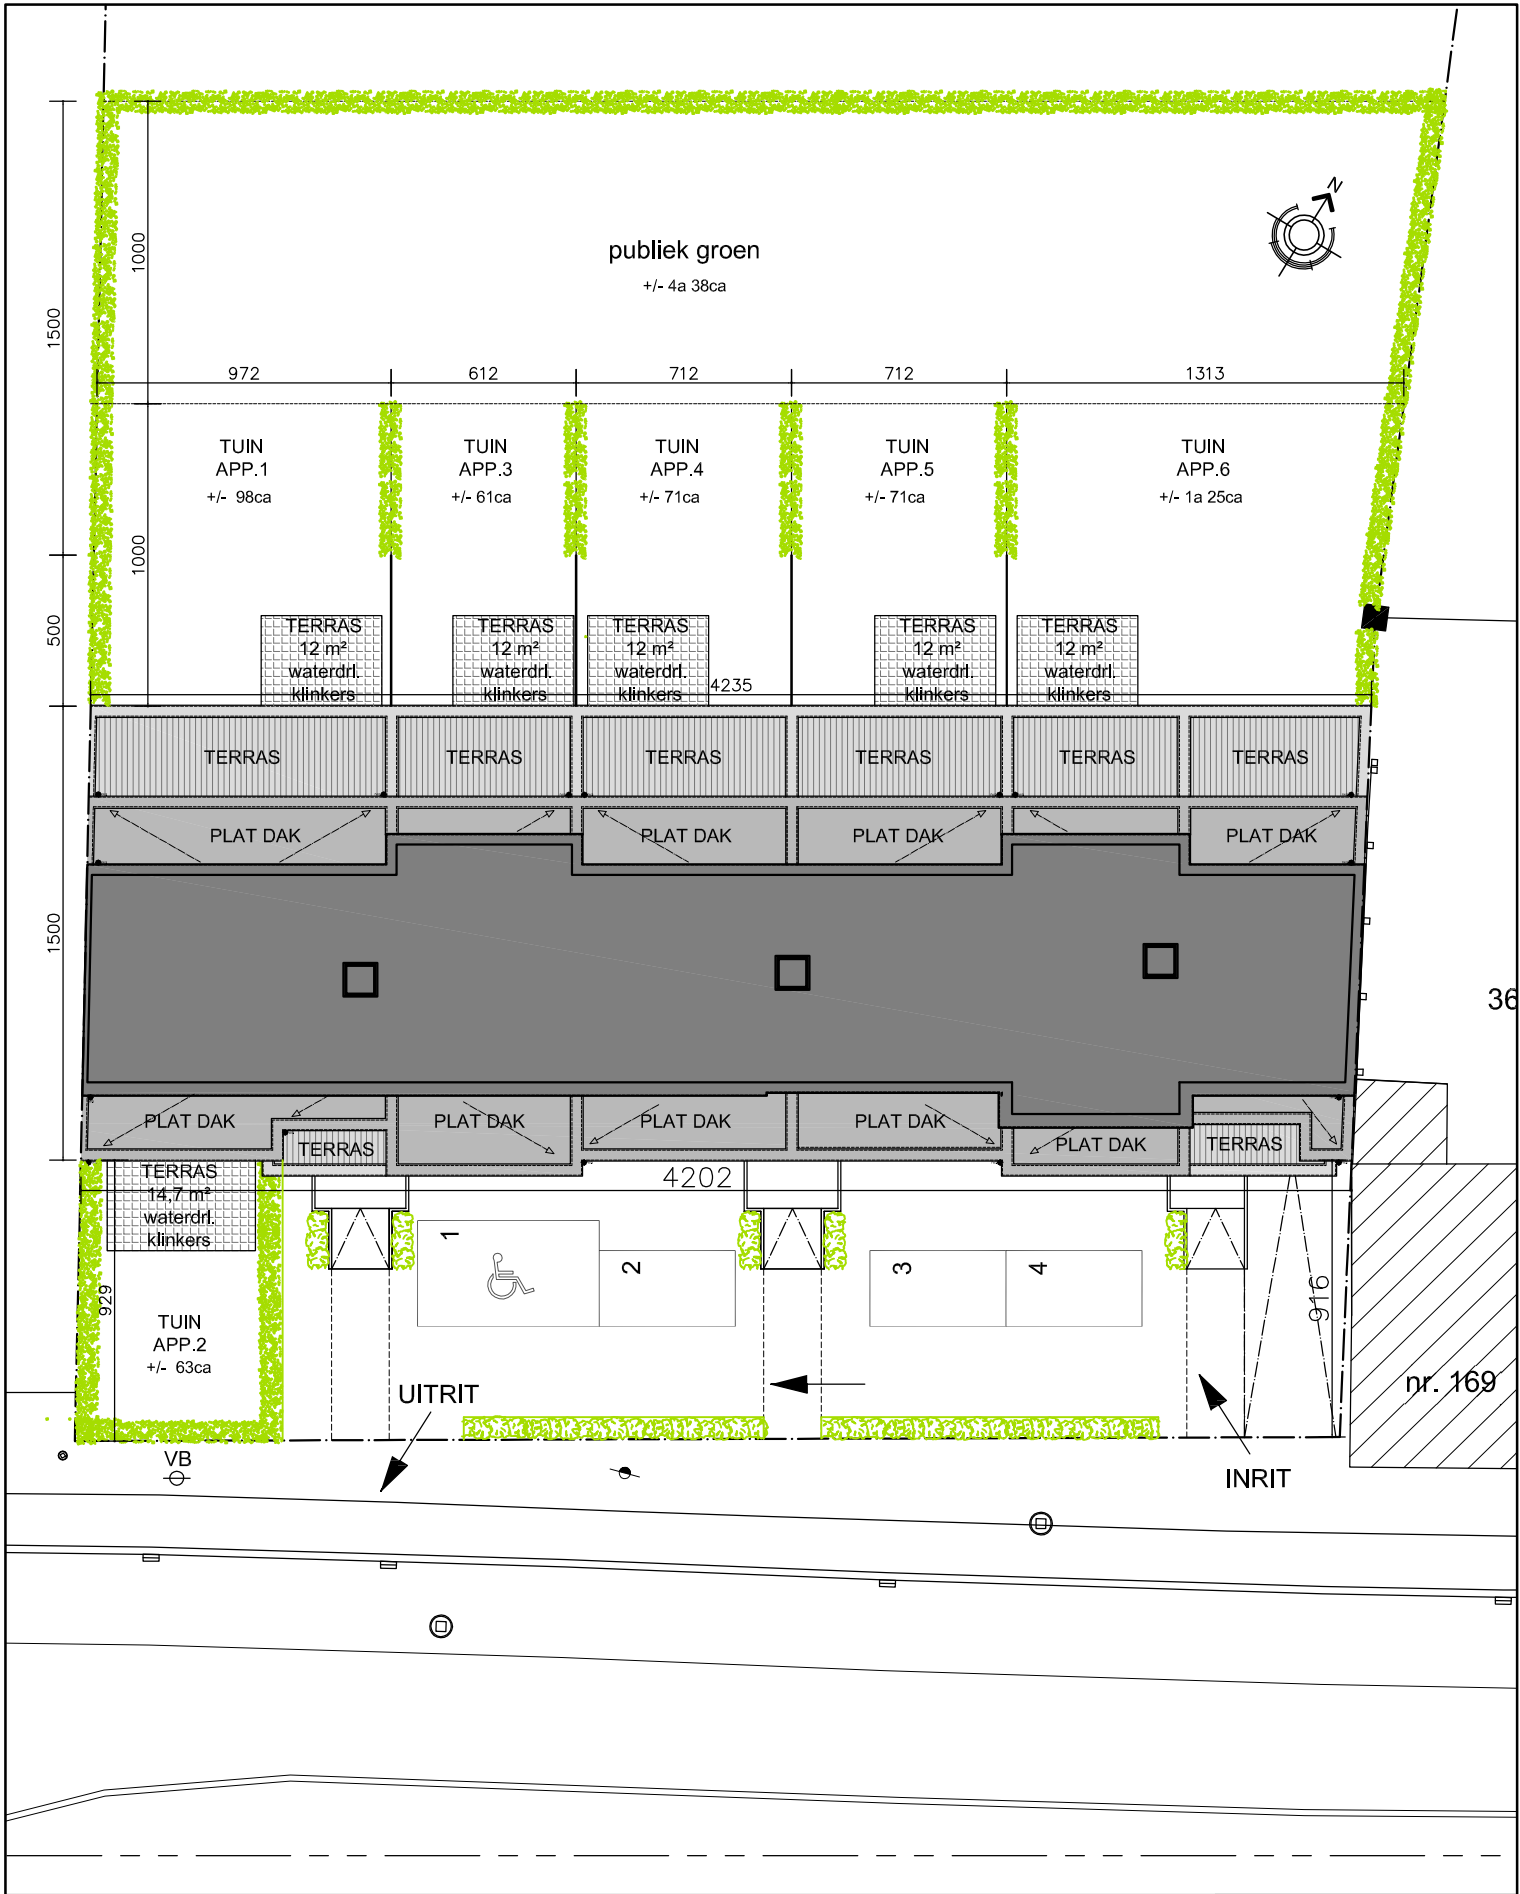 N
publiek groen
+/- 4a 38ca
1000
1500
972
612
712
712
1313
TUIN
APP.1
+/- 98ca
TUIN
APP.3
+/- 61ca
TUIN
APP.4
+/- 71ca
TUIN
APP.5
+/- 71ca
TUIN
APP.6
+/- 1a 25ca
1000
500
TERRAS
12 m²
waterdrl.
klinkers
TERRAS
12 m²
waterdrl.
klinkers
TERRAS
12 m²
waterdrl.
klinkers
TERRAS
12 m²
waterdrl.
klinkers
TERRAS
12 m²
waterdrl.
klinkers
4235
TERRAS
TERRAS
TERRAS
TERRAS
TERRAS
TERRAS
PLAT DAK
PLAT DAK
PLAT DAK
PLAT DAK
1500
36
PLAT DAK
PLAT DAK
PLAT DAK
PLAT DAK
PLAT DAK
TERRAS
TERRAS
TERRAS
14,7 m²
waterdrl.
klinkers
4202
1
2
3
4
929
916
TUIN
APP.2
+/- 63ca
UITRIT
nr. 169
VB
INRIT